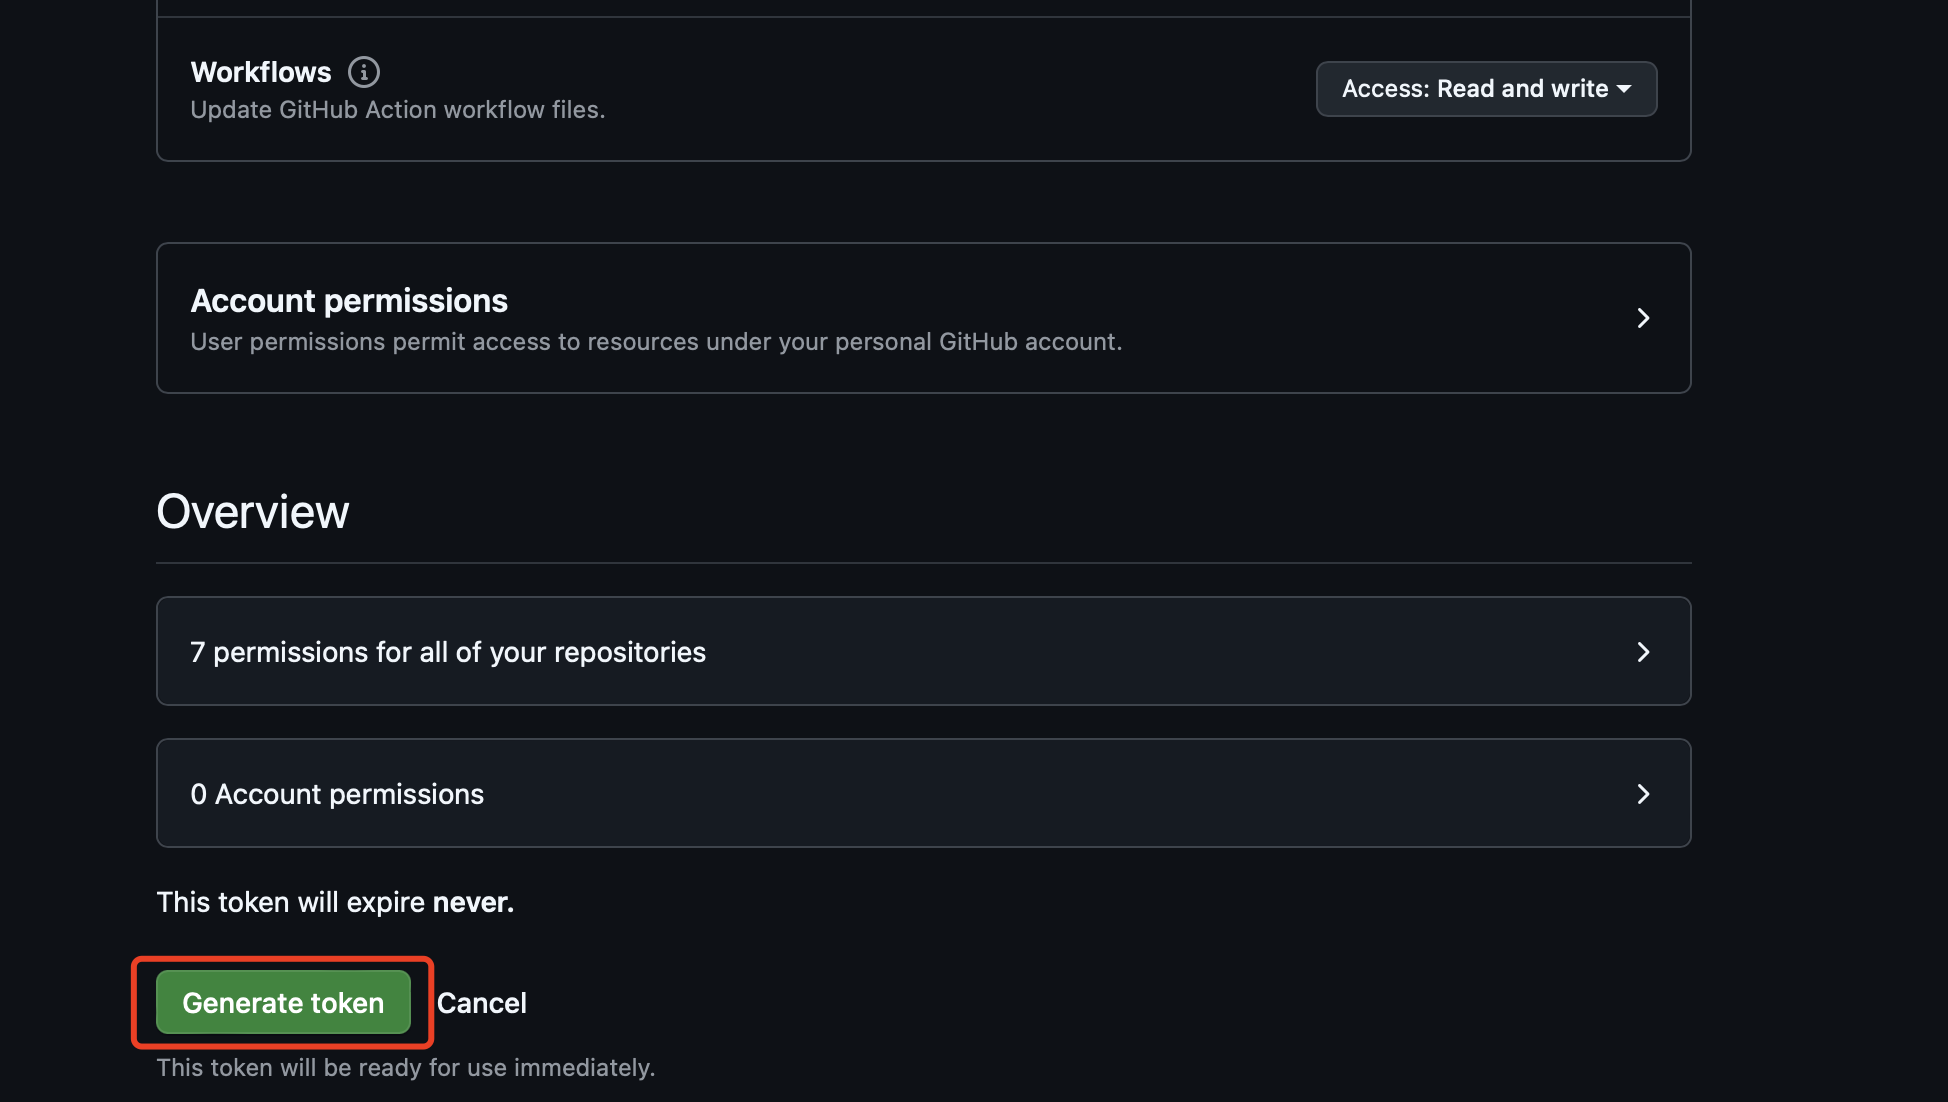 Workflows
Update GitHub Action workflow files.
Access: Read and write
Account permissions
User permissions permit access to resources under your personal GitHub account.
Overview
7 permissions for all of your repositories
0 Account permissions
This token will expire never.
Generate token
Cancel
This token will be ready for use immediately.